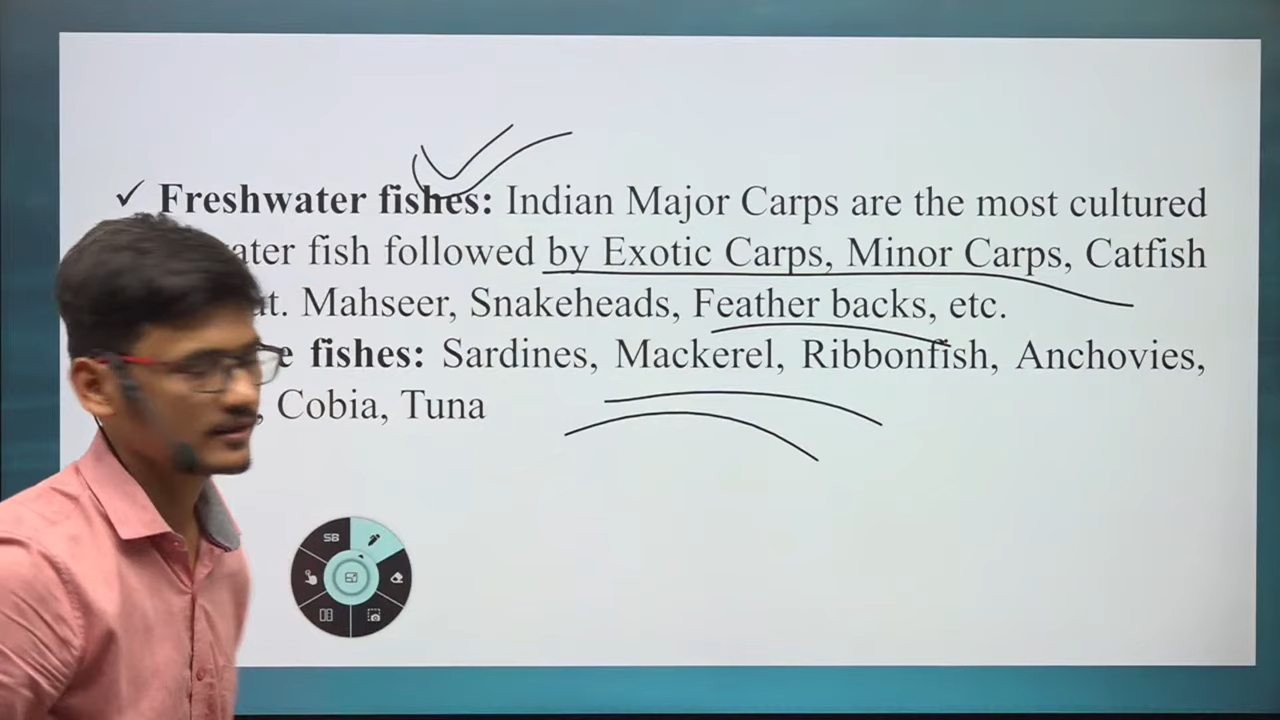 ✓ Freshwater fishes: Indian Major Carps are the most cultured
fish followed by Exotic Carps, Minor Carps, Catfish
Mahseer, Snakeheads, Feather backs, etc.
fishes: Sardines, Mackerel, Ribbonfish, Anchovies,
, Cobia, Tuna
SB